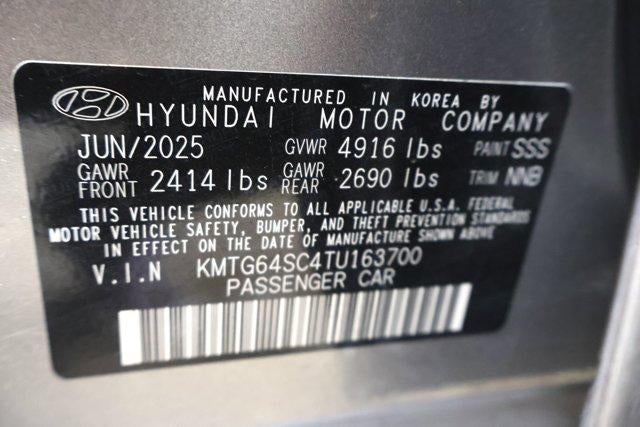 MANUFACTURED IN KOREA BY
HYUNDAI MOTOR COMPANY
JUN/2025 GVWR 4916 lbs PAINT SSS
GAWR FRONT 2414 lbs GAWR REAR 2690 lbs TRIM NNB
THIS VEHICLE CONFORMS TO ALL APPLICABLE U.S.A. FEDERAL
MOTOR VEHICLE SAFETY, BUMPER, AND THEFT PREVENTION STANDARDS
IN EFFECT ON THE DATE OF MANUFACTURE SHOWN ABOVE
V.I.N KMTG64SC4TU163700
PASSENGER CAR